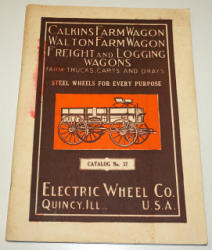 CALKINS FARM WAGON
WALTON FARM WAGON
FREIGHT AND LOGGING
WAGONS
FARM TRUCKS, CARTS AND DRAYS
STEEL WHEELS FOR EVERY PURPOSE
CATALOG No. 37
ELECTRIC WHEEL CO.
QUINCY, ILL. U.S.A.